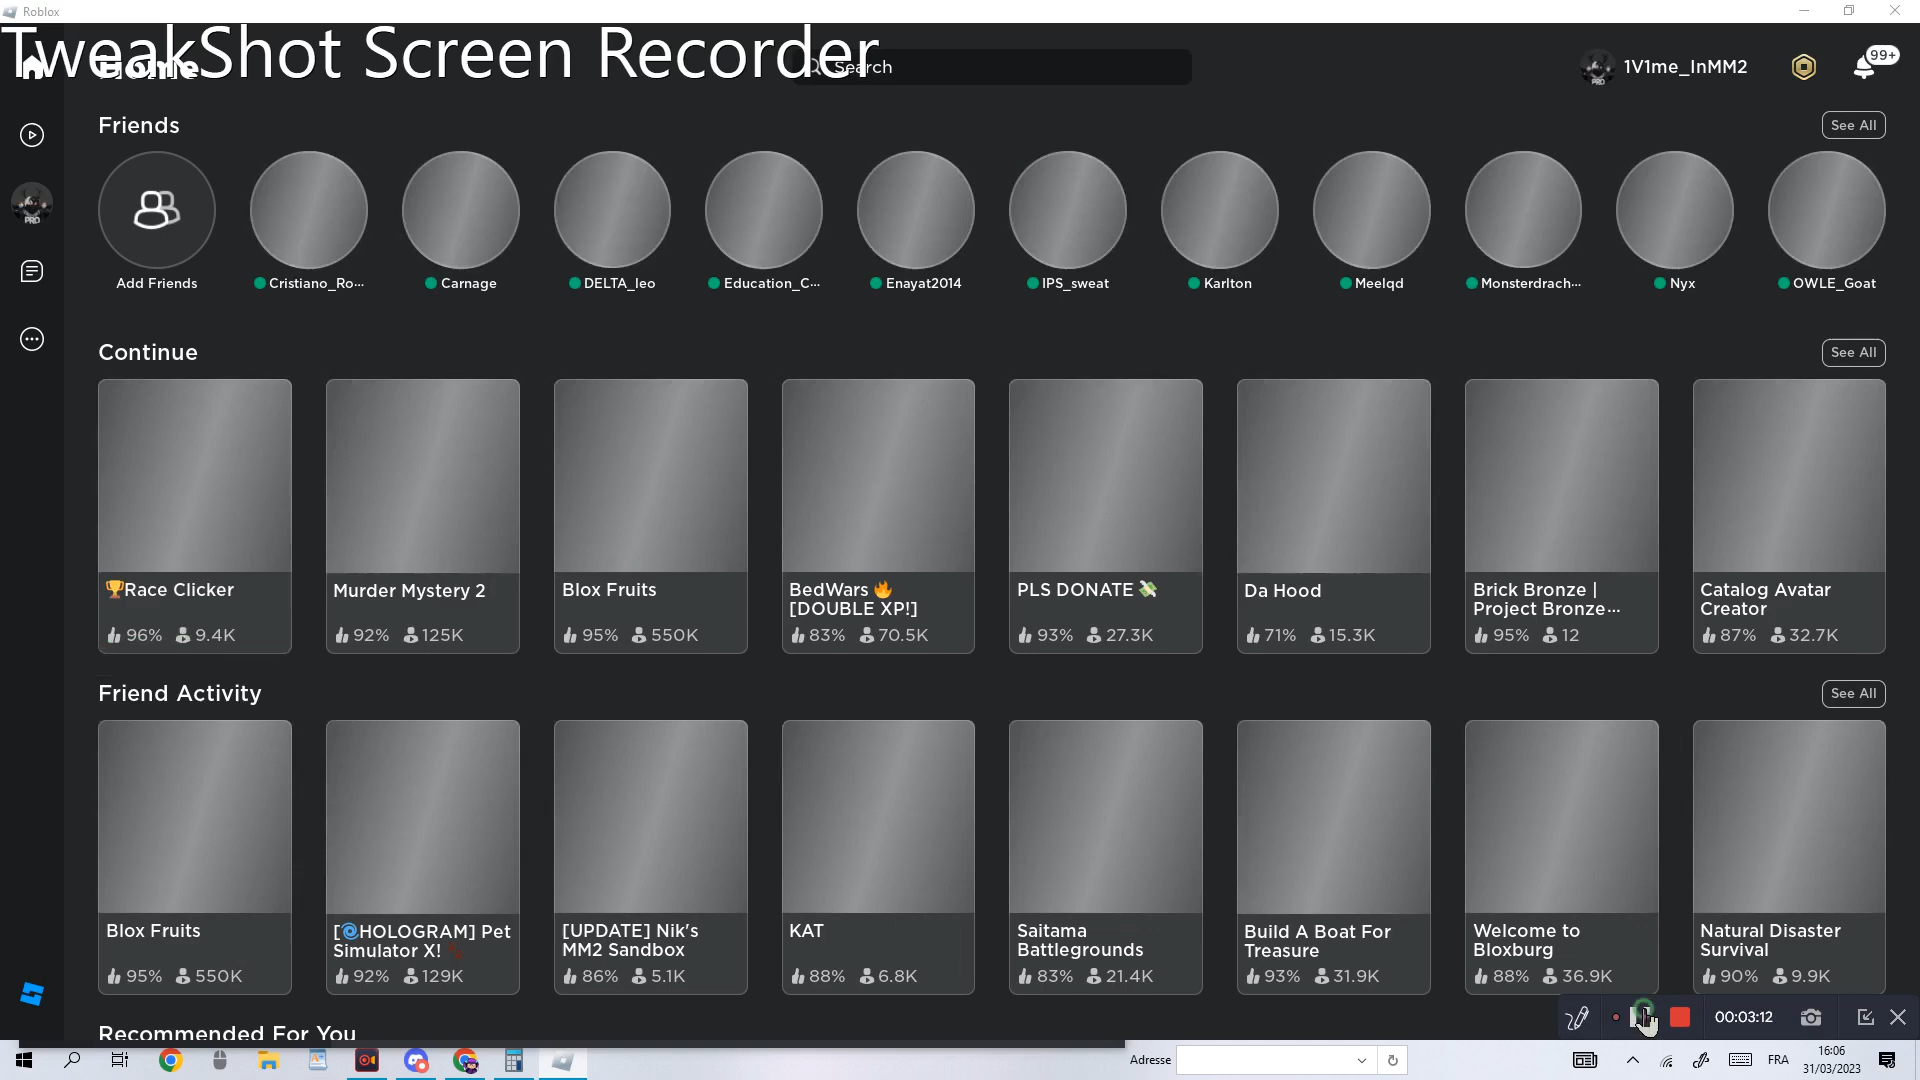 Roblox
TweakShot Screen Recorder
Home
Search
1V1me_InMM2
99+
Friends
See All
Add Friends
Cristiano_Ro...
Carnage
DELTA_leo
Education_C...
Enayat2014
IPS_sweat
Karlton
Meelqd
Monsterdrach...
Nyx
OWLE_Goat
Continue
See All
🏆Race Clicker
96% 9.4K
Murder Mystery 2
92% 125K
Blox Fruits
95% 550K
BedWars 🔥
[DOUBLE XP!]
83% 70.5K
PLS DONATE 💸
93% 27.3K
Da Hood
71% 15.3K
Brick Bronze |
Project Bronze...
95% 12
Catalog Avatar
Creator
87% 32.7K
Friend Activity
See All
Blox Fruits
95% 550K
[🌀HOLOGRAM] Pet
Simulator X!
92% 129K
[UPDATE] Nik's
MM2 Sandbox
86% 5.1K
KAT
88% 6.8K
Saitama
Battlegrounds
83% 21.4K
Build A Boat For
Treasure
93% 31.9K
Welcome to
Bloxburg
88% 36.9K
Natural Disaster
Survival
90% 9.9K
Recommended For You
00:03:12
Adresse
FRA
16:06
31/03/2023